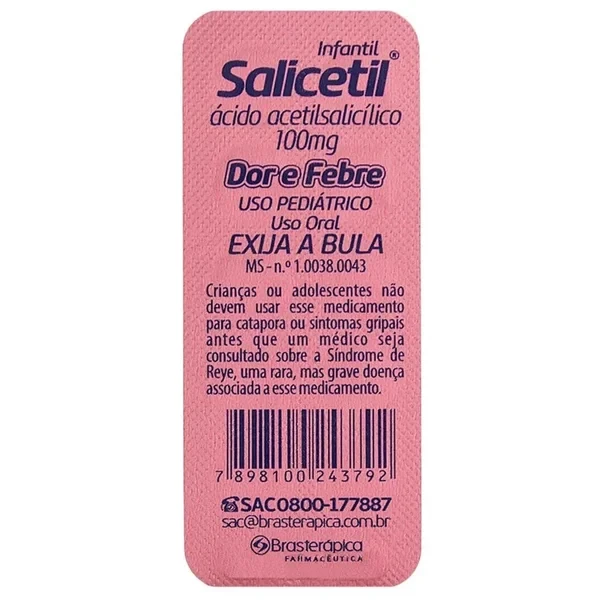 Infantil
Salicetil®
ácido acetilsalicílico
100mg
Dor e Febre
USO PEDIÁTRICO
Uso Oral
EXIJA A BULA
MS - n.º 1.0038.0043
Crianças ou adolescentes não
devem usar esse medicamento
para catapora ou sintomas gripais
antes que um médico seja
consultado sobre a Síndrome de
Reye, uma rara, mas grave doença
associada a esse medicamento.
7 898100 243792
☎SAC0800-177887
sac@brasterapica.com.br
Brasterápica
FARMACÊUTICA